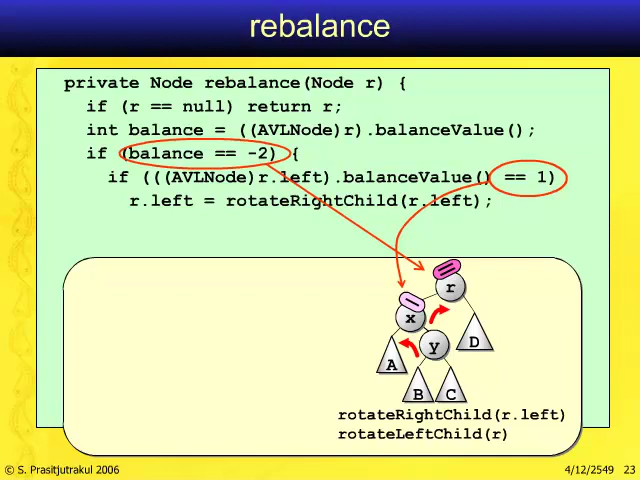 rebalance
private Node rebalance(Node r) {
if (r == null) return r;
int balance = ((AVLNode)r).balanceValue();
if (balance == -2) {
if (((AVLNode)r.left).balanceValue() == 1)
r.left = rotateRightChild(r.left);
r
x
y
D
A
B C
rotateRightChild(r.left)
rotateLeftChild(r)
© S. Prasitjutrakul 2006
4/12/2549 23